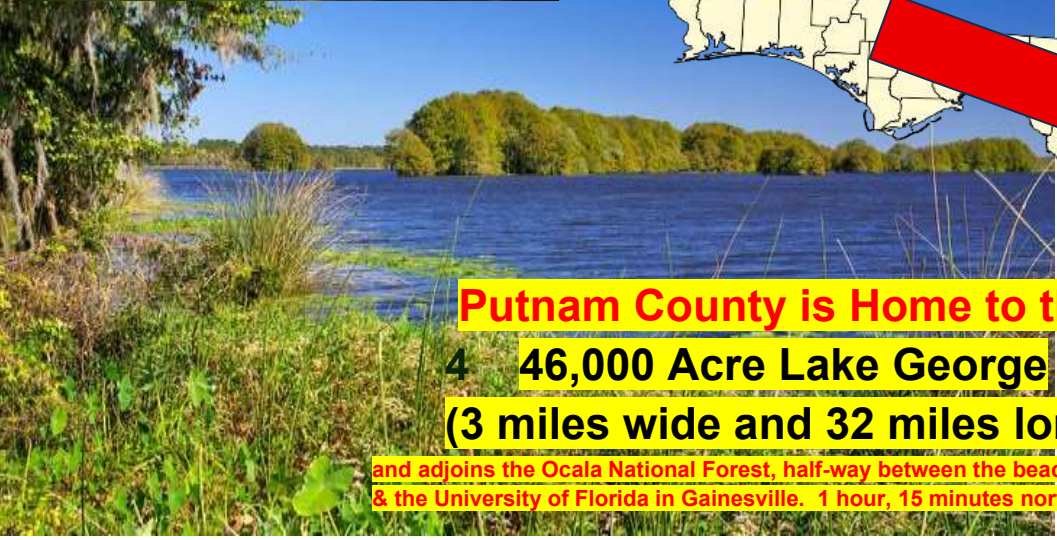 Putnam County is Home to t
4 46,000 Acre Lake George
(3 miles wide and 32 miles lo
and adjoins the Ocala National Forest, half-way between the bea
& the University of Florida in Gainesville. 1 hour, 15 minutes nor